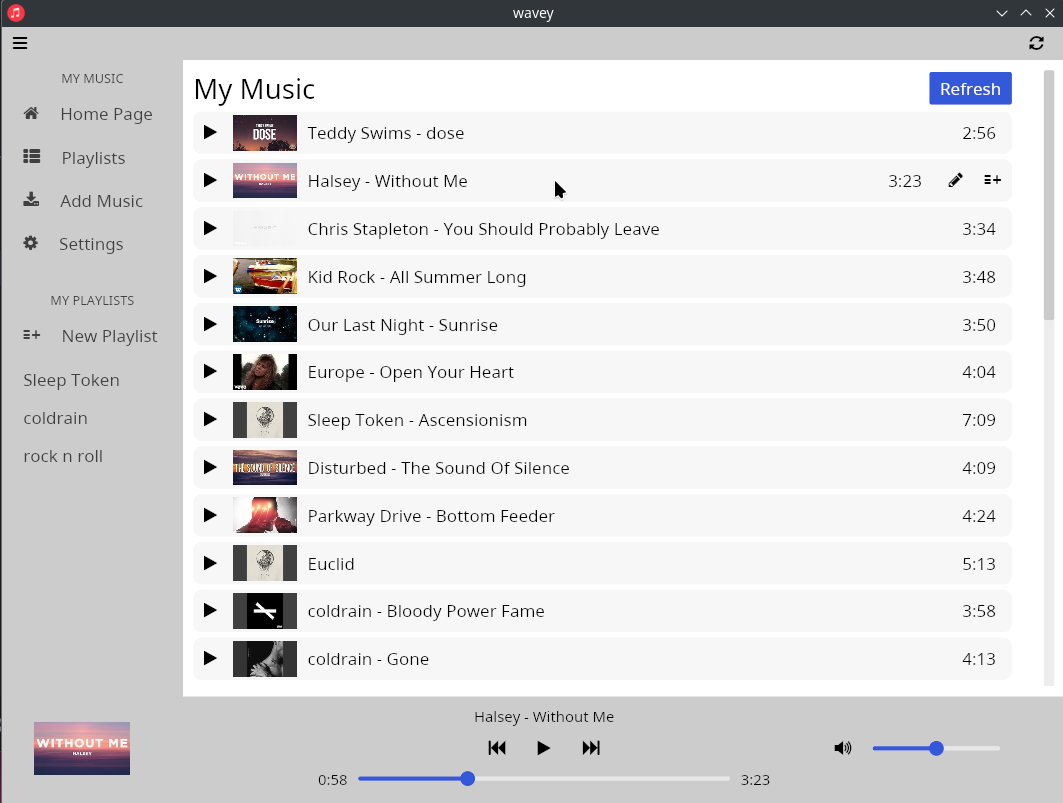 wavey
MY MUSIC
Home Page
Playlists
Add Music
Settings
MY PLAYLISTS
New Playlist
Sleep Token
coldrain
rock n roll
My Music
Refresh
DOSE
Teddy Swims - dose 2:56
WITHOUT ME
Halsey - Without Me 3:23
Chris Stapleton - You Should Probably Leave 3:34
Kid Rock - All Summer Long 3:48
Sunrise
Our Last Night - Sunrise 3:50
vevo
Europe - Open Your Heart 4:04
Sleep Token - Ascensionism 7:09
THE SOUND OF SILENCE
Disturbed - The Sound Of Silence 4:09
Parkway Drive - Bottom Feeder 4:24
Euclid 5:13
coldrain - Bloody Power Fame 3:58
coldrain - Gone 4:13
WITHOUT ME
HALSEY
Halsey - Without Me
0:58 3:23